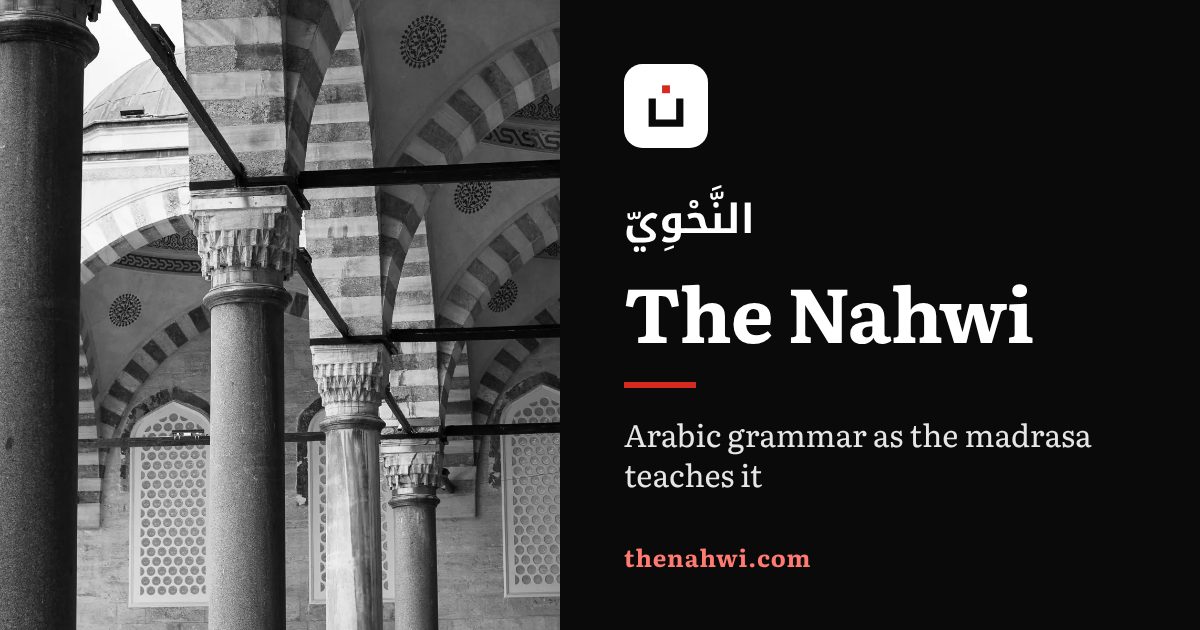 ن
النَّحْوِيّ
The Nahwi
Arabic grammar as the madrasa
teaches it
thenahwi.com